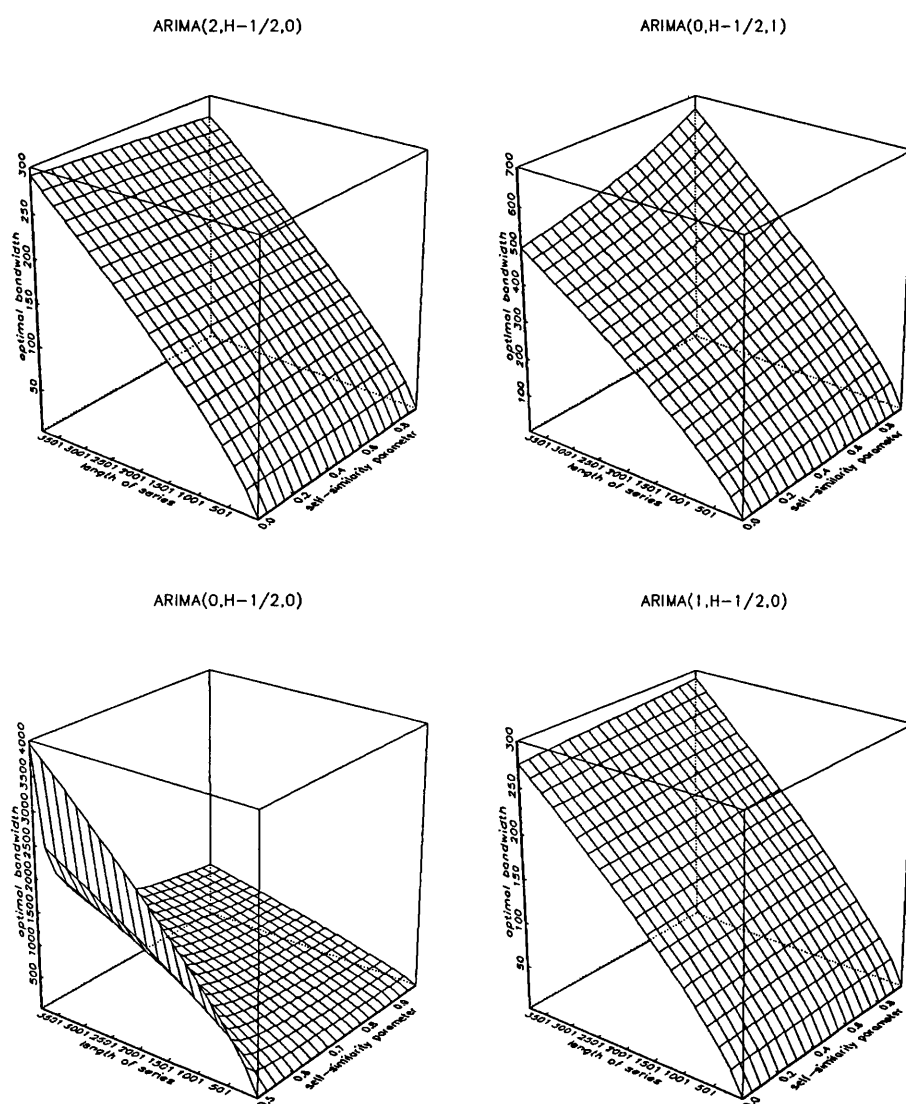 ARIMA(2,H-1/2,0)
optimal bandwidth
50 100 150 200 250 300
3501 3001 2501 2001 1501 1001 501
length of series
0.0 0.2 0.4 0.6 0.8
self-similarity parameter
ARIMA(0,H-1/2,1)
optimal bandwidth
100 200 300 400 500 600 700
3501 3001 2501 2001 1501 1001 501
length of series
0.0 0.2 0.4 0.6 0.8
self-similarity parameter
ARIMA(0,H-1/2,0)
optimal bandwidth
500 1000 1500 2000 2500 3000 3500 4000
3501 3001 2501 2001 1501 1001 501
length of series
0.7
self-similarity parameter
ARIMA(1,H-1/2,0)
optimal bandwidth
50 100 150 200 250 300
3501 3001 2501 2001 1501 1001 501
length of series
0.0 0.2 0.4 0.6 0.8
self-similarity parameter